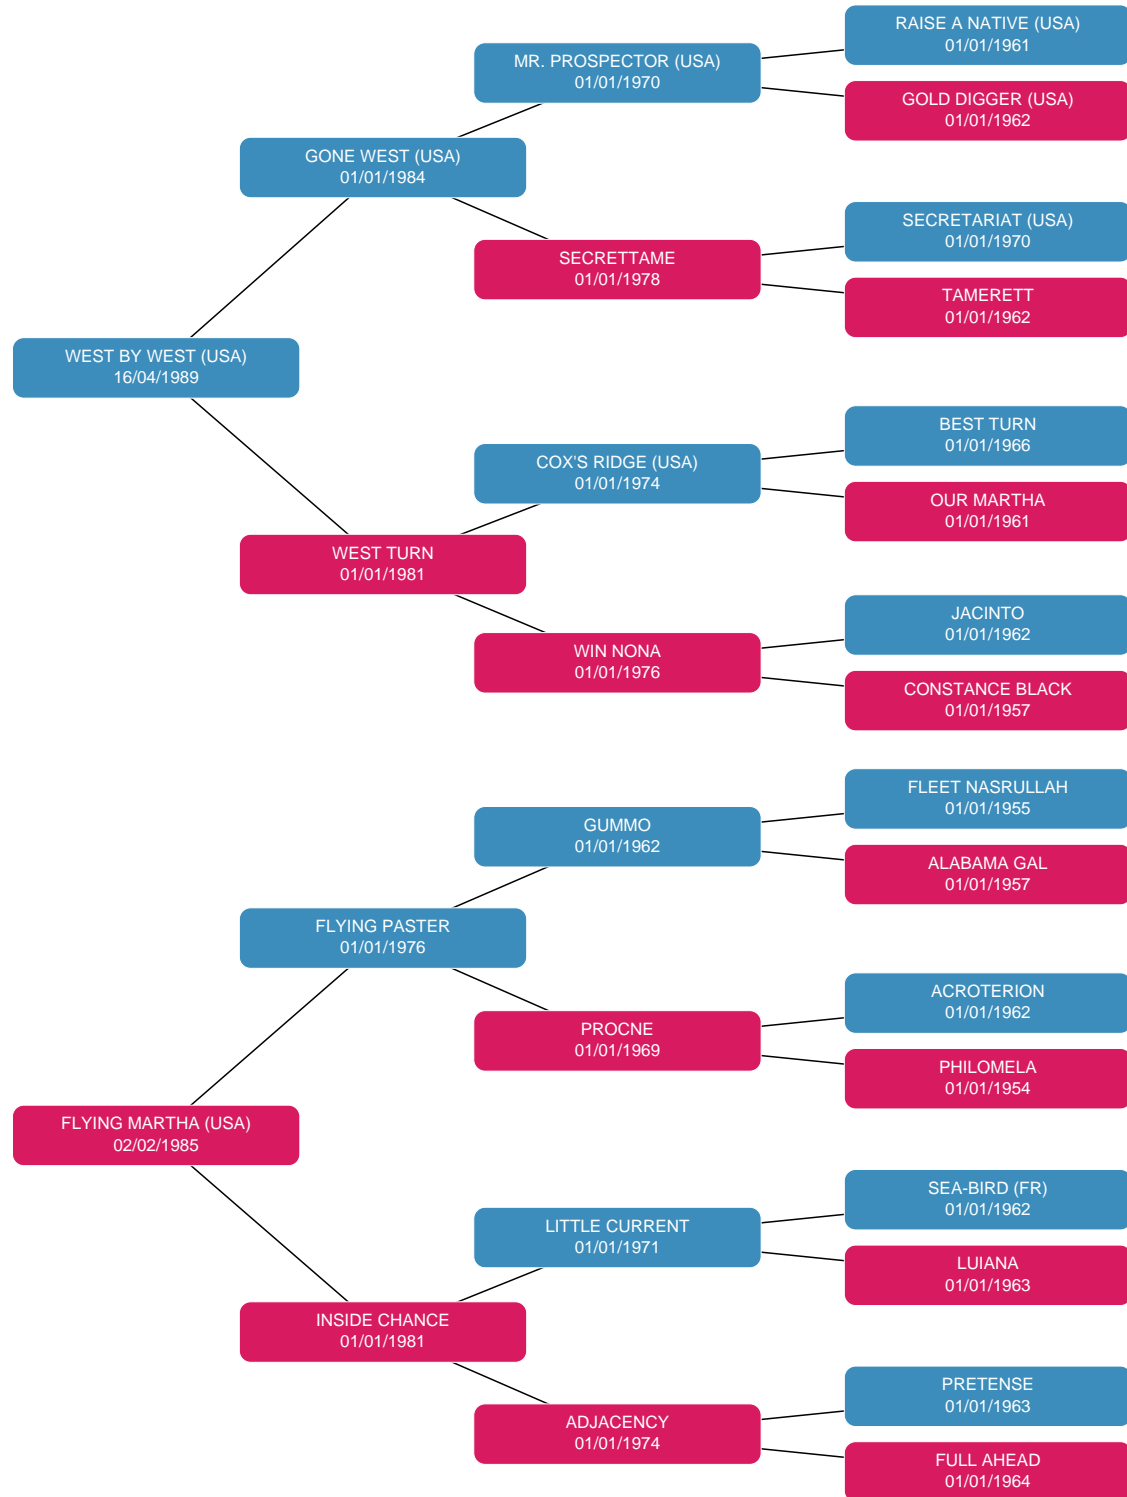 RAISE A NATIVE (USA)
01/01/1961
MR. PROSPECTOR (USA)
01/01/1970
GOLD DIGGER (USA)
01/01/1962
GONE WEST (USA)
01/01/1984
SECRETARIAT (USA)
01/01/1970
SECRETTAME
01/01/1978
TAMERETT
01/01/1962
WEST BY WEST (USA)
16/04/1989
BEST TURN
01/01/1966
COX'S RIDGE (USA)
01/01/1974
OUR MARTHA
01/01/1961
WEST TURN
01/01/1981
JACINTO
01/01/1962
WIN NONA
01/01/1976
CONSTANCE BLACK
01/01/1957
FLEET NASRULLAH
01/01/1955
GUMMO
01/01/1962
ALABAMA GAL
01/01/1957
FLYING PASTER
01/01/1976
ACROTERION
01/01/1962
PROCNE
01/01/1969
PHILOMELA
01/01/1954
FLYING MARTHA (USA)
02/02/1985
SEA-BIRD (FR)
01/01/1962
LITTLE CURRENT
01/01/1971
LUIANA
01/01/1963
INSIDE CHANCE
01/01/1981
PRETENSE
01/01/1963
ADJACENCY
01/01/1974
FULL AHEAD
01/01/1964